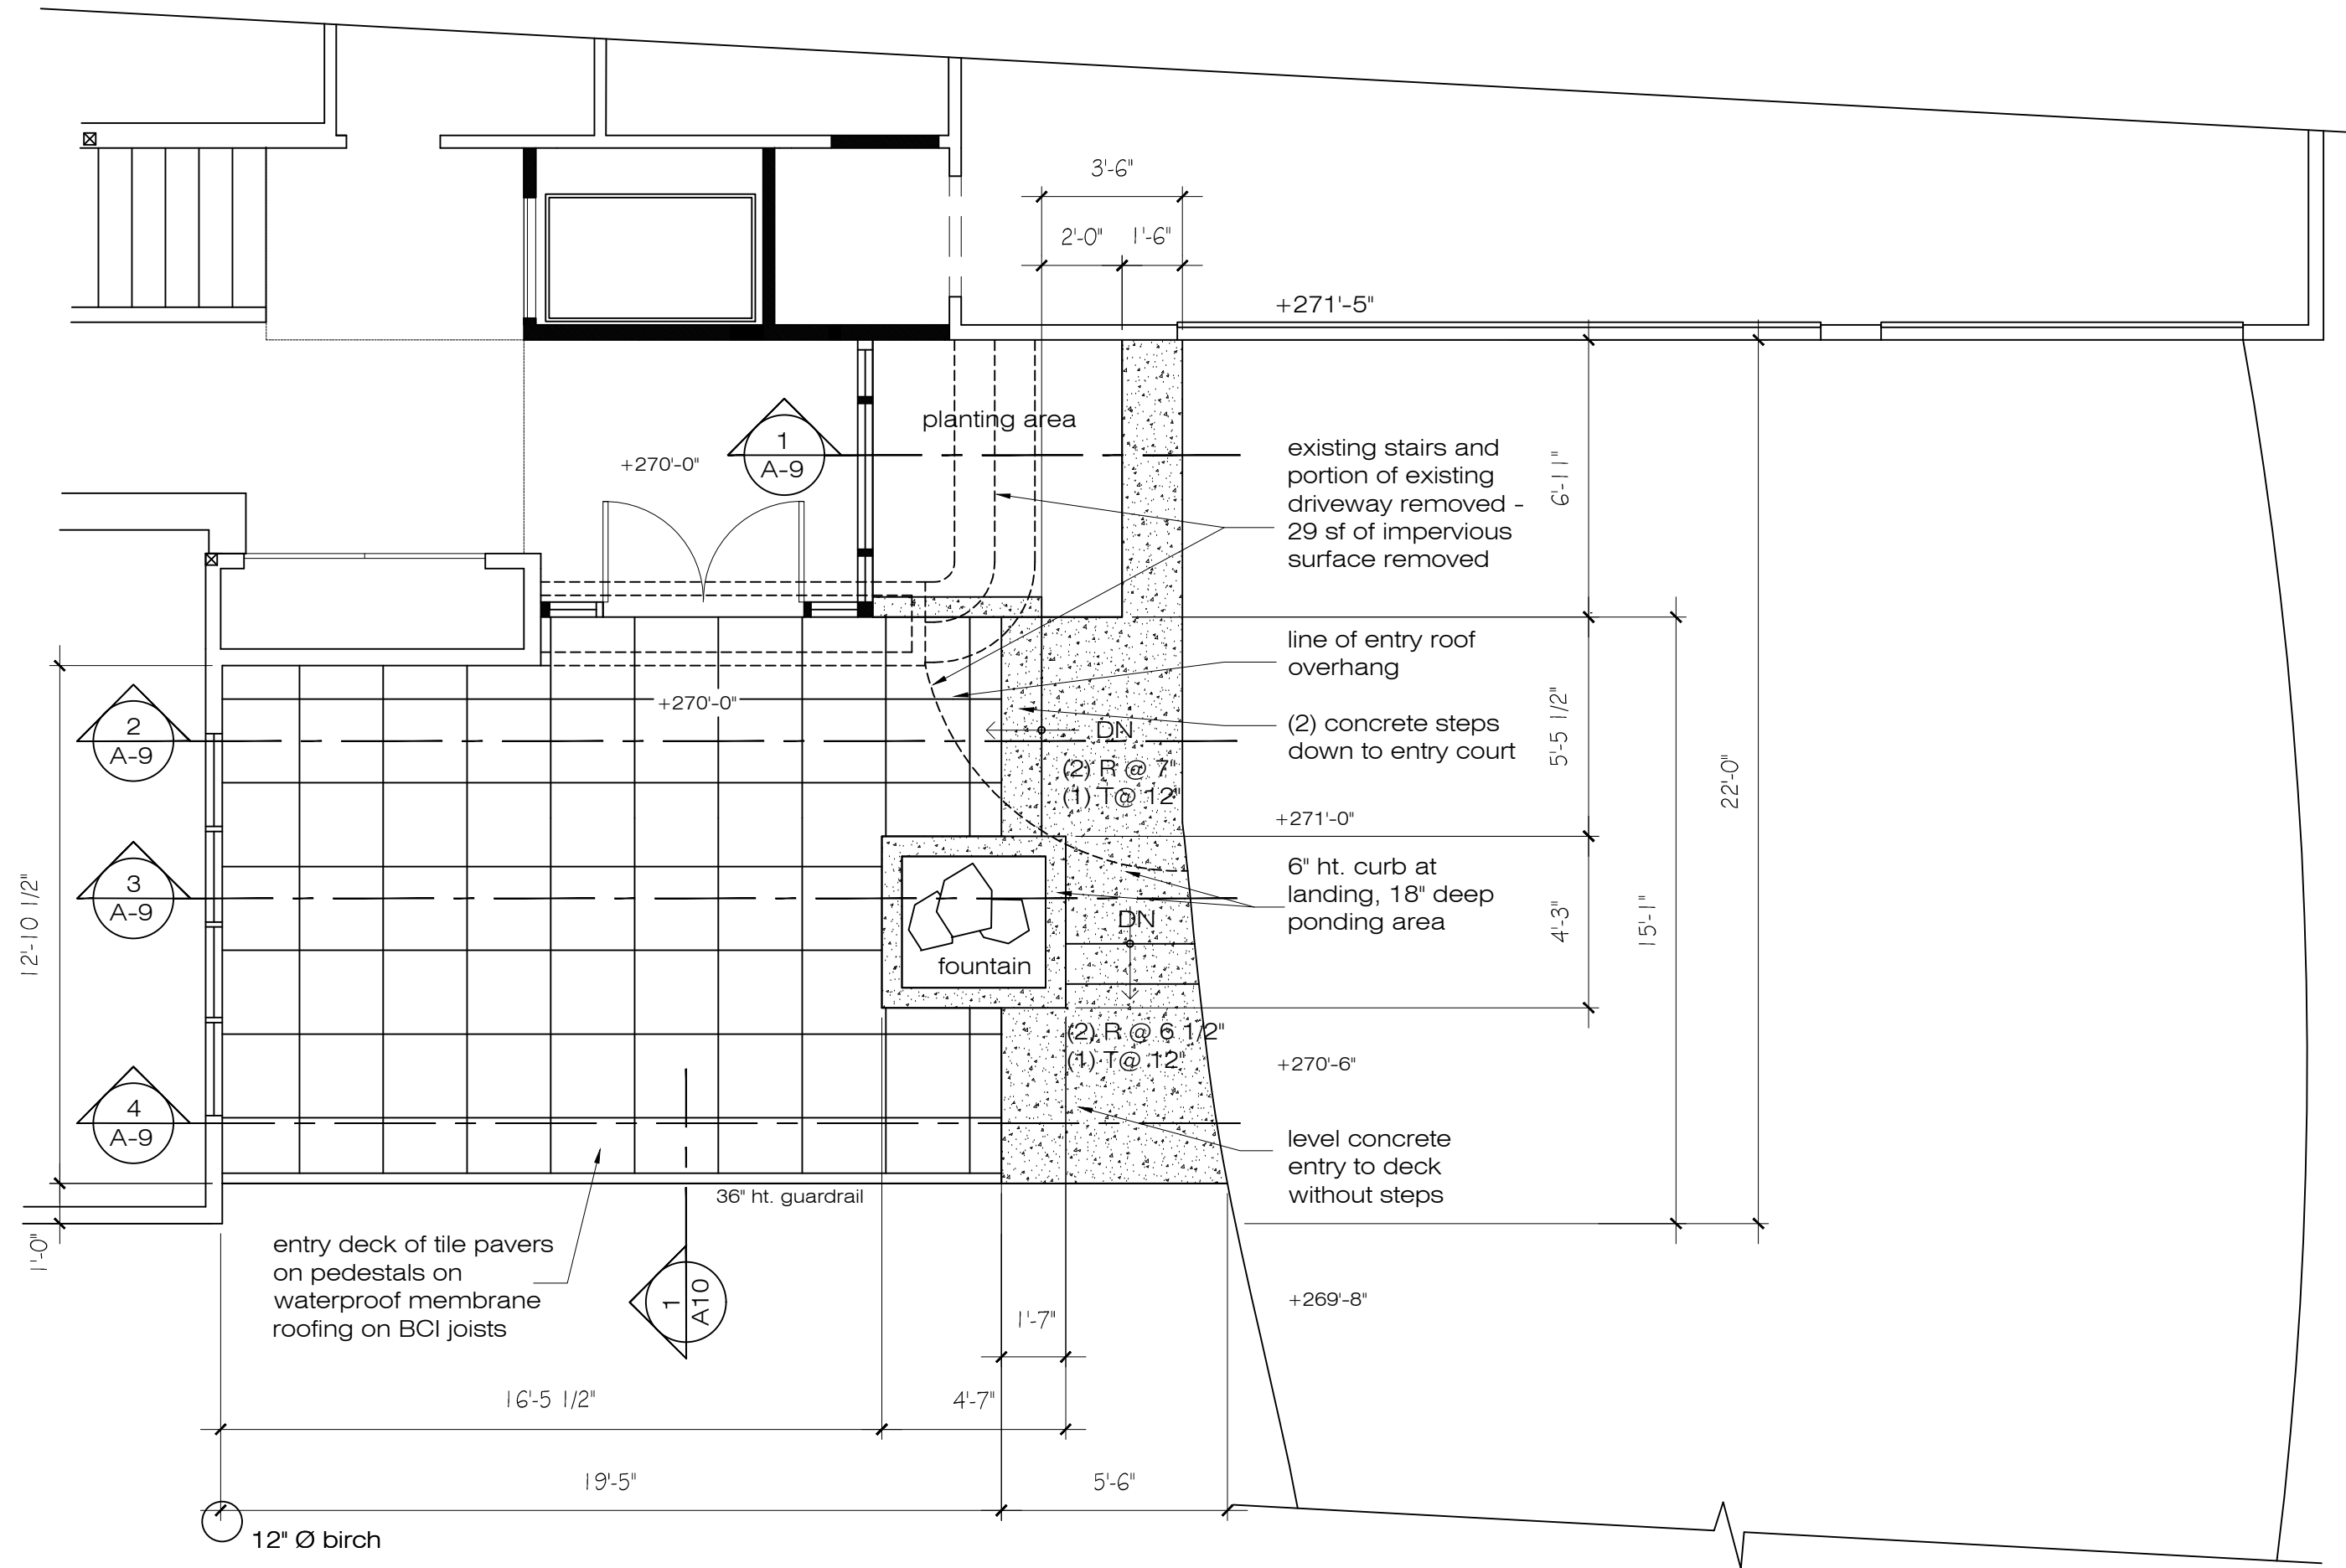 3'-6"
2'-0"
1'-6"
+271'-5"
planting area
1
A-9
+270'-0"
existing stairs and
portion of existing
driveway removed -
29 sf of impervious
surface removed
6'-11"
line of entry roof
overhang
+270'-0"
2
A-9
(2) concrete steps
down to entry court
DN
(2) R @ 7"
(1) T@ 12"
5'-5 1/2"
22'-0"
+271'-0"
3
A-9
6" ht. curb at
landing, 18" deep
ponding area
DN
fountain
12'-10 1/2"
4'-3"
15'-1"
(2) R @ 6 1/2"
(1) T@ 12"
+270'-6"
4
A-9
level concrete
entry to deck
without steps
36" ht. guardrail
1'-0"
entry deck of tile pavers
on pedestals on
waterproof membrane
roofing on BCI joists
1
A10
+269'-8"
1'-7"
16'-5 1/2"
4'-7"
19'-5"
5'-6"
12" Ø birch